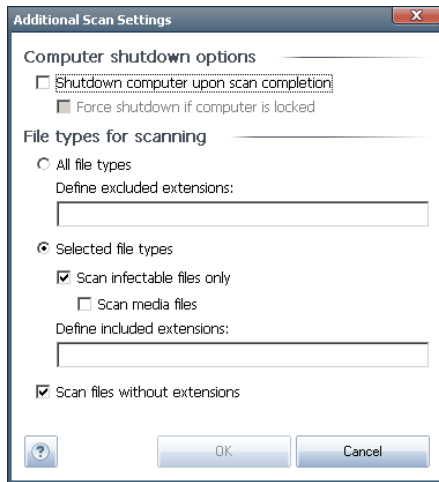 Additional Scan Settings
Computer shutdown options
Shutdown computer upon scan completion
Force shutdown if computer is locked
File types for scanning
All file types
Define excluded extensions:
Selected file types
Scan infectable files only
Scan media files
Define included extensions:
Scan files without extensions
? OK Cancel